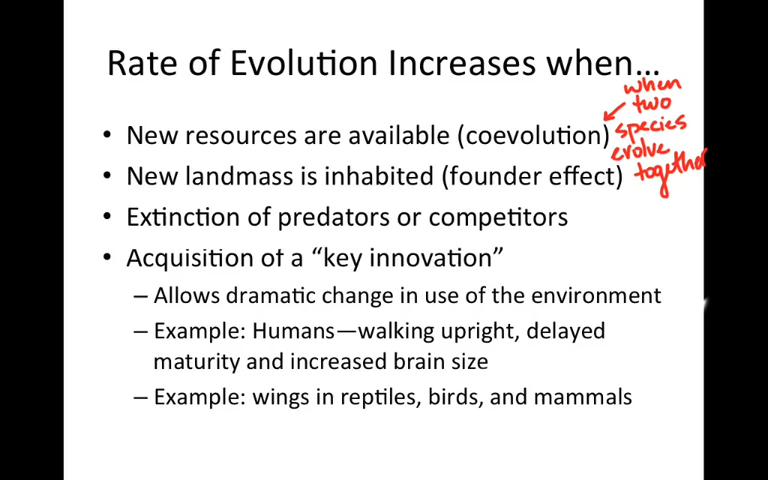 Rate of Evolution Increases when…
when
two
• New resources are available (coevolution)
species
evolve
together
• New landmass is inhabited (founder effect)
• Extinction of predators or competitors
• Acquisition of a “key innovation”
– Allows dramatic change in use of the environment
– Example: Humans—walking upright, delayed
maturity and increased brain size
– Example: wings in reptiles, birds, and mammals